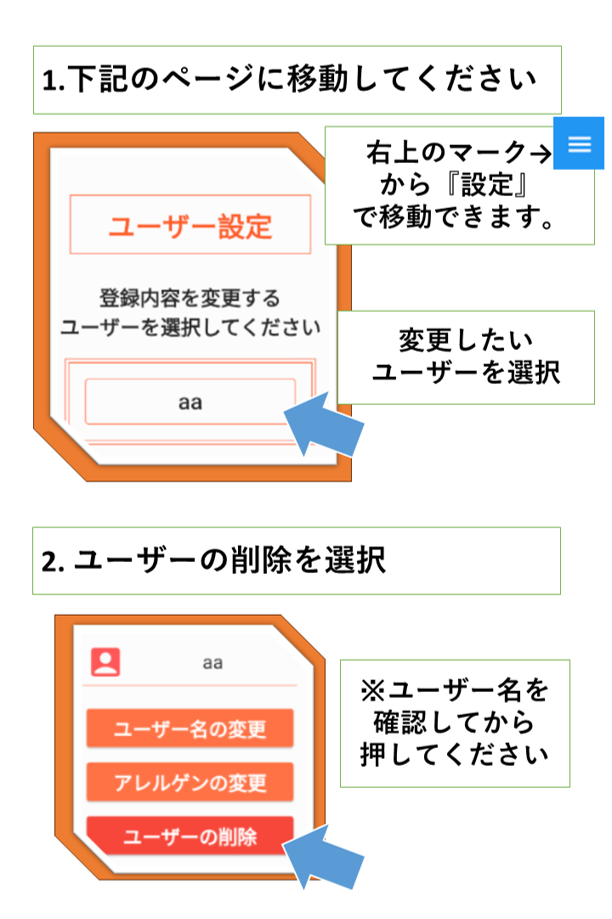 1.下記のページに移動してください
右上のマーク→
から『設定』
で移動できます。
ユーザー設定
登録内容を変更する
ユーザーを選択してください
変更したい
ユーザーを選択
aa
2. ユーザーの削除を選択
aa
ユーザー名の変更
アレルゲンの変更
ユーザーの削除
※ユーザー名を
確認してから
押してください